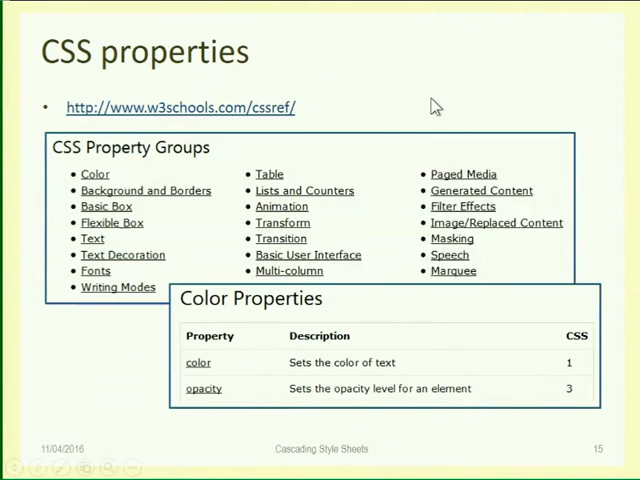 CSS properties
• http://www.w3schools.com/cssref/
CSS Property Groups
• Color
• Background and Borders
• Basic Box
• Flexible Box
• Text
• Text Decoration
• Fonts
• Writing Modes
• Table
• Lists and Counters
• Animation
• Transform
• Transition
• Basic User Interface
• Multi-column
• Paged Media
• Generated Content
• Filter Effects
• Image/Replaced Content
• Masking
• Speech
• Marquee
Color Properties
Property Description CSS
color Sets the color of text 1
opacity Sets the opacity level for an element 3
11/04/2016 Cascading Style Sheets 15